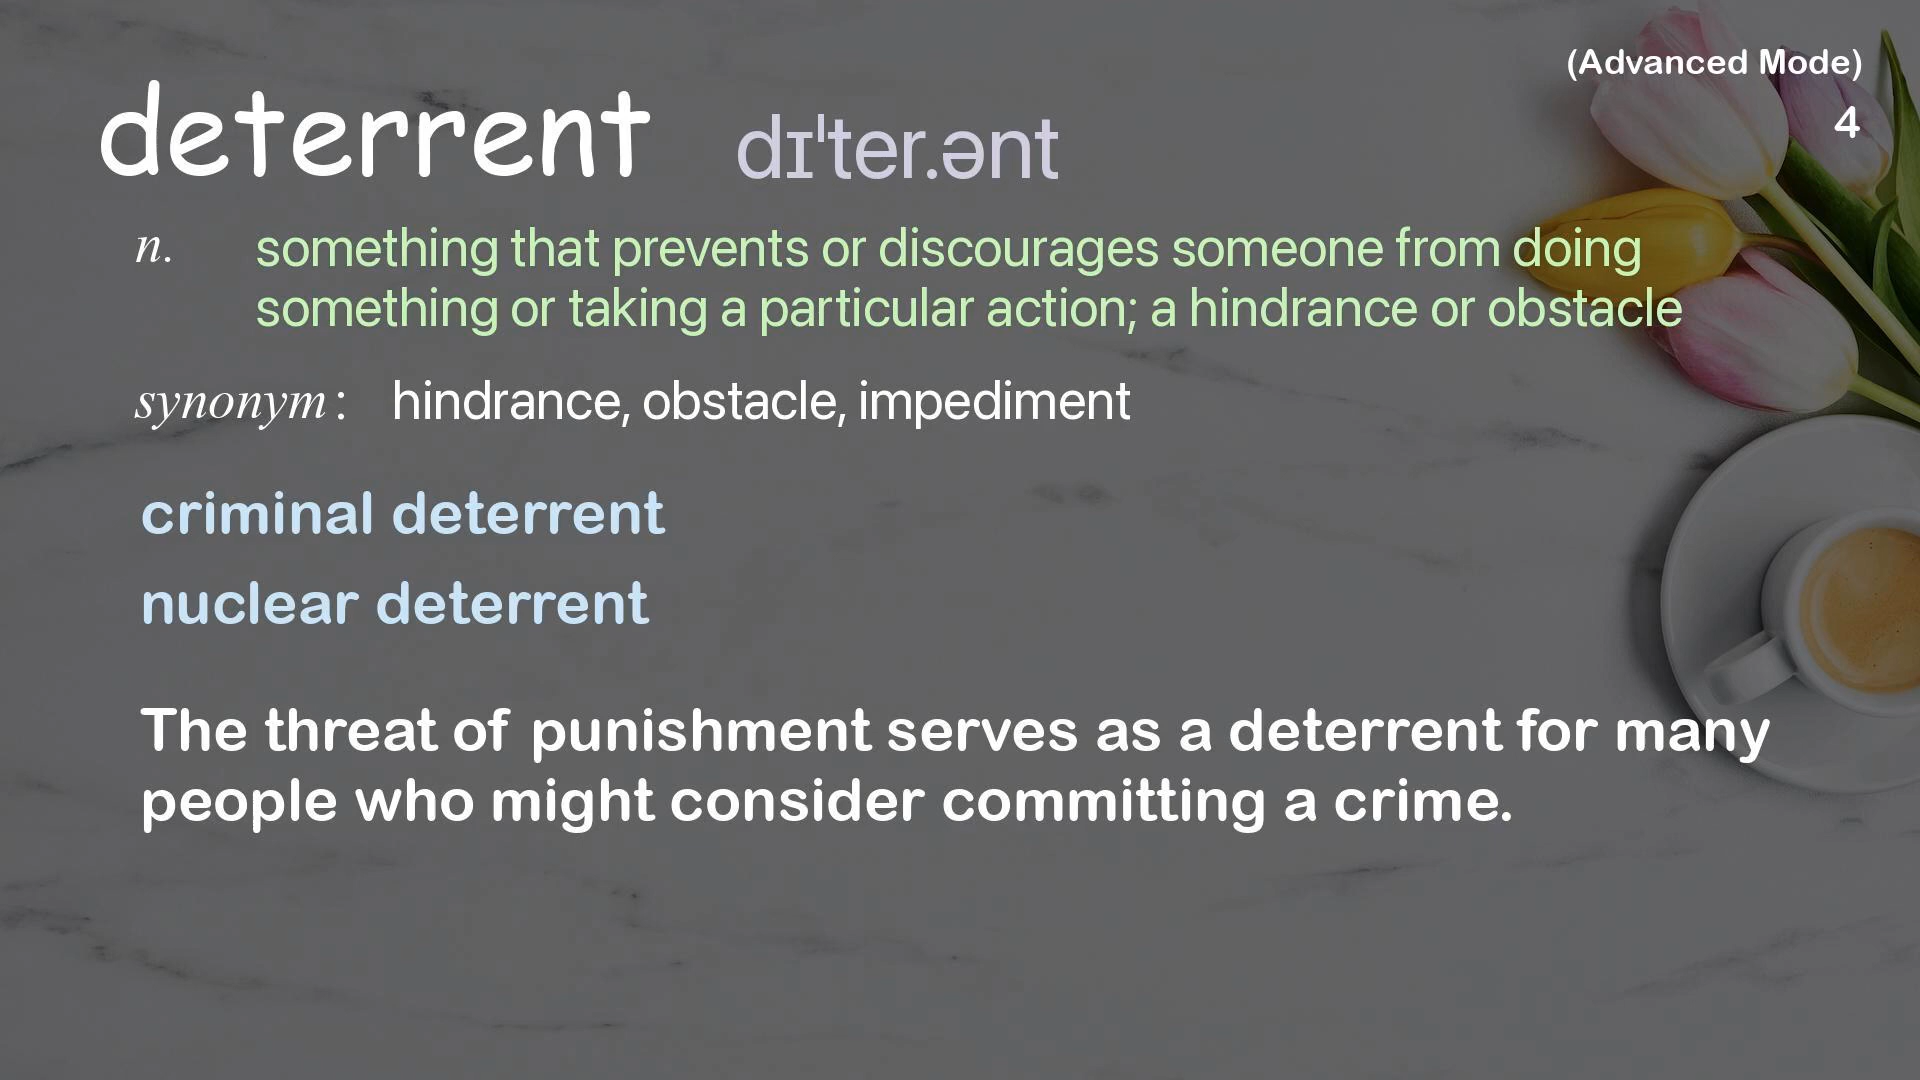 (Advanced Mode)
4
deterrent dɪˈter.ənt
n. something that prevents or discourages someone from doing
something or taking a particular action; a hindrance or obstacle
synonym: hindrance, obstacle, impediment
criminal deterrent
nuclear deterrent
The threat of punishment serves as a deterrent for many
people who might consider committing a crime.